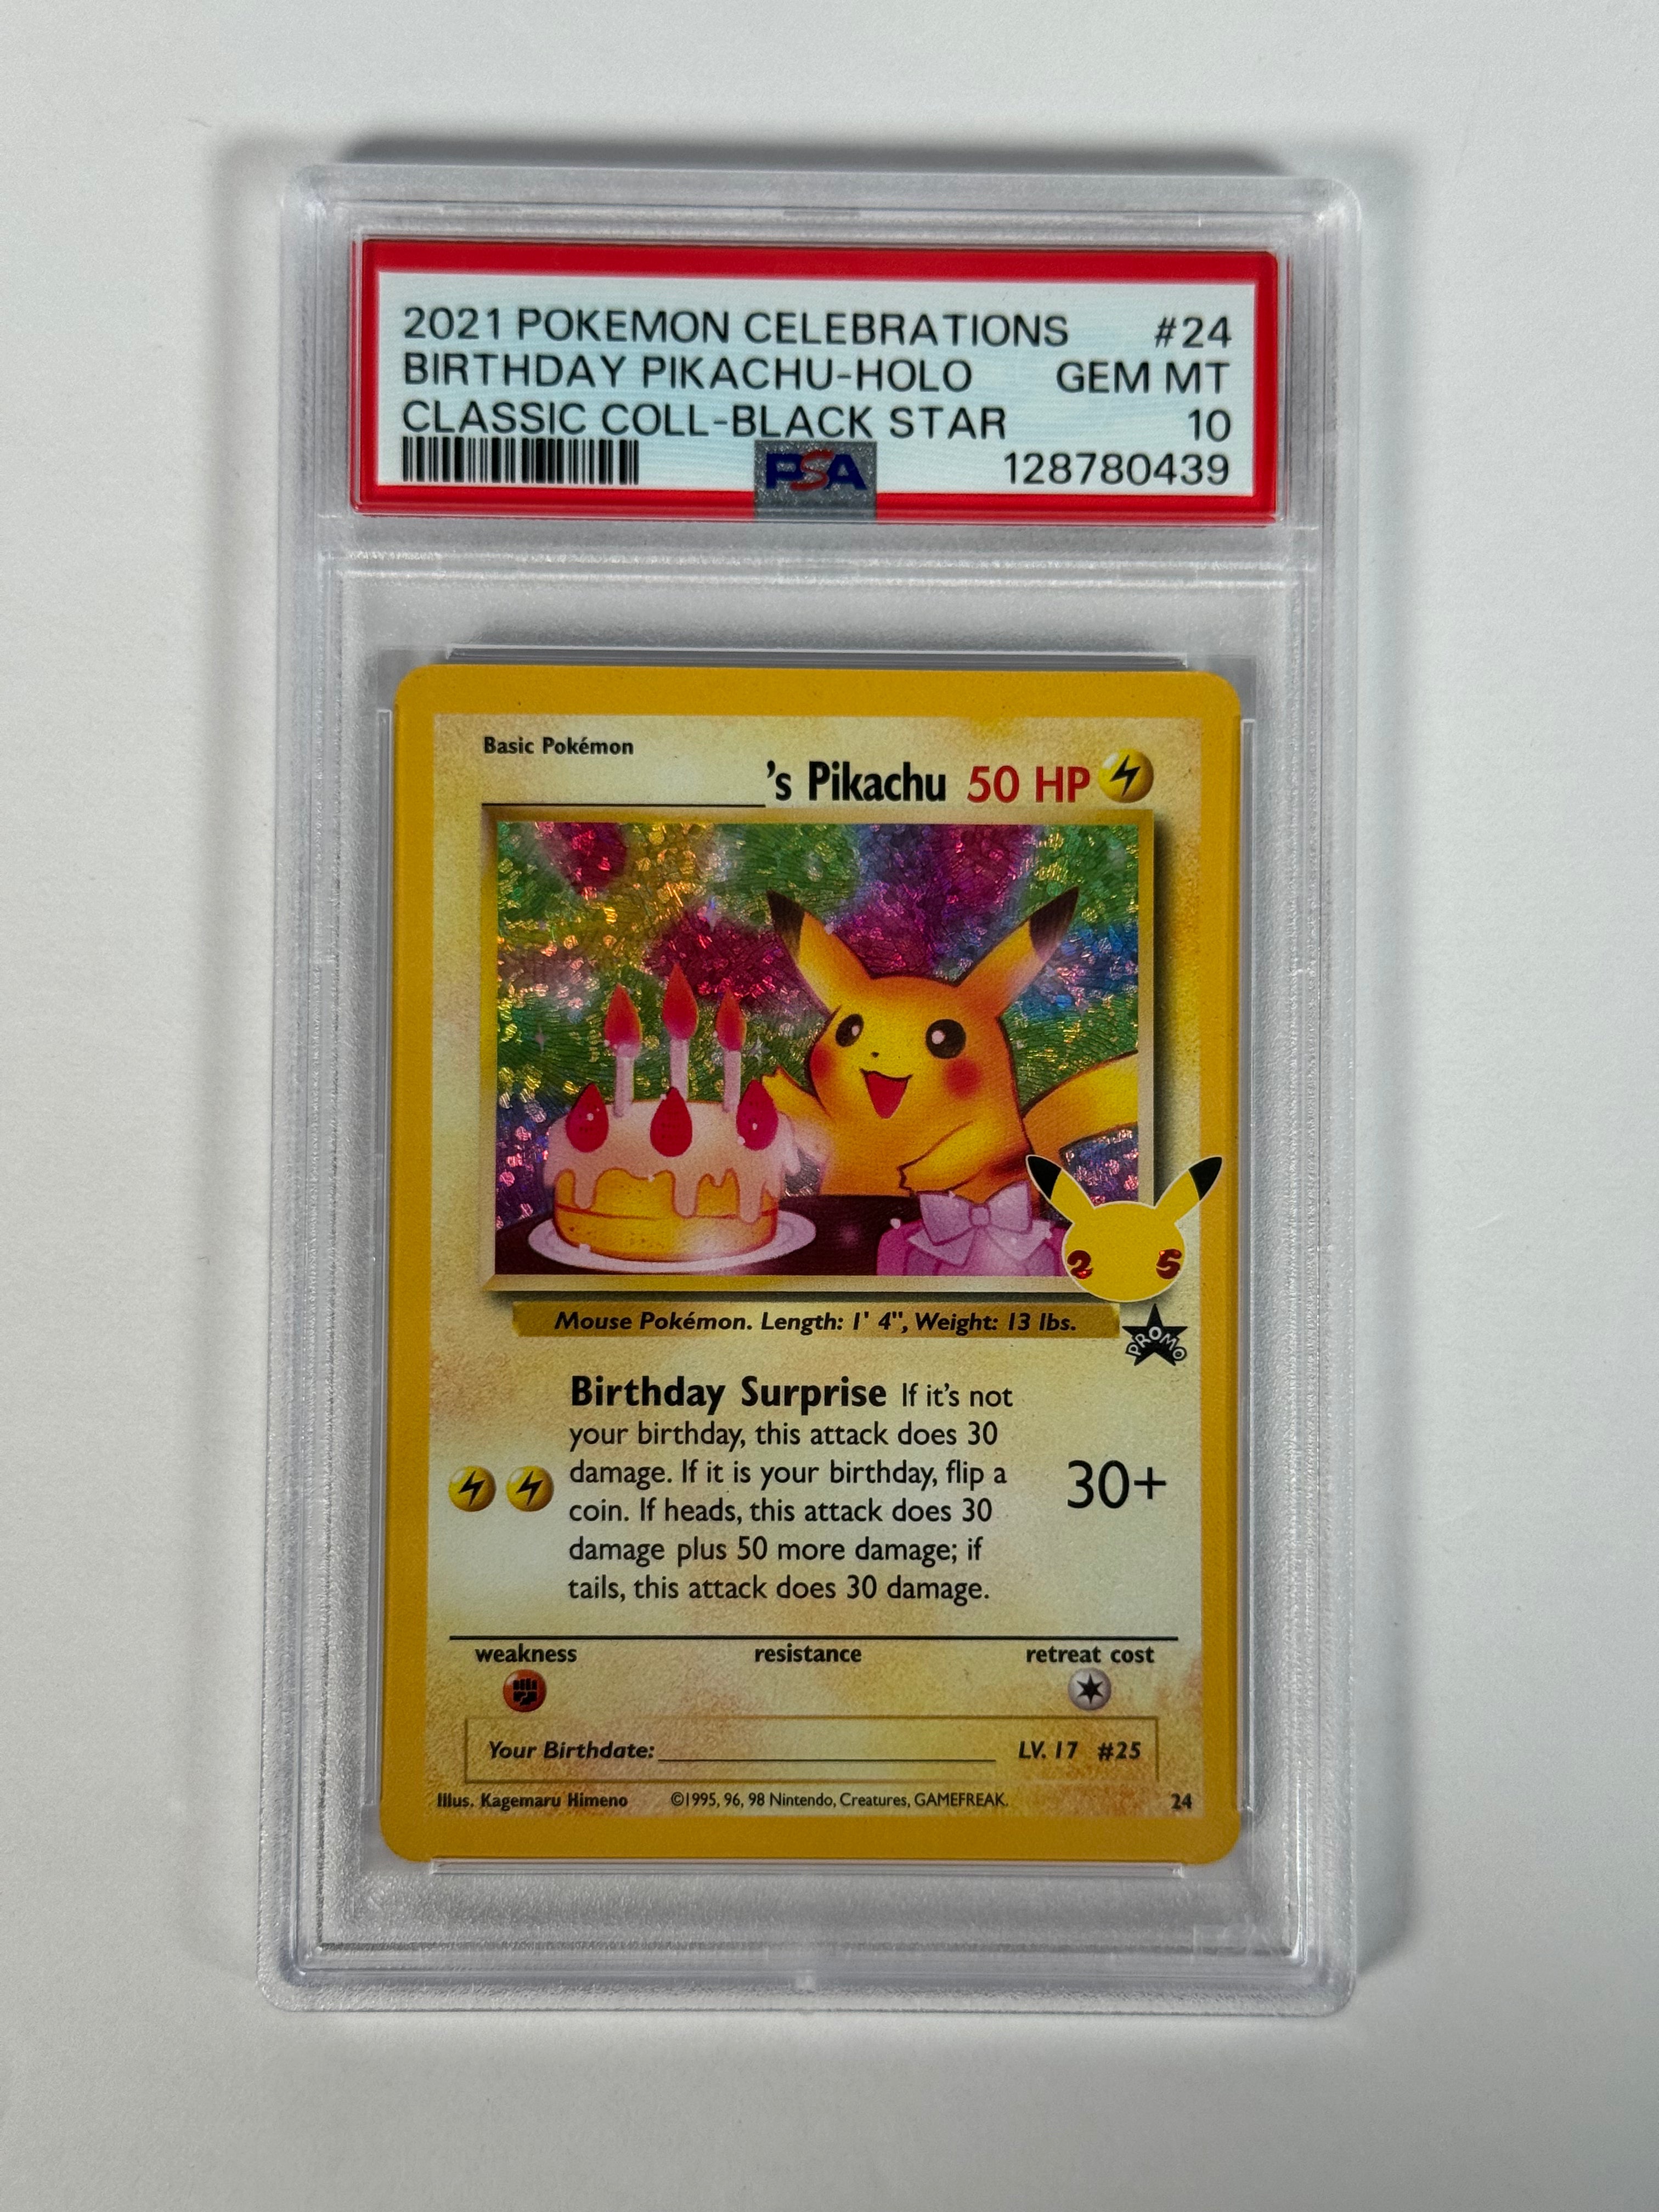 2021 POKEMON CELEBRATIONS #24
BIRTHDAY PIKACHU-HOLO GEM MT
CLASSIC COLL-BLACK STAR 10
PSA 128780439
Basic Pokémon
's Pikachu 50 HP
25
Mouse Pokémon. Length: 1' 4", Weight: 13 lbs.
PROMO
Birthday Surprise If it's not
your birthday, this attack does 30
damage. If it is your birthday, flip a
coin. If heads, this attack does 30
damage plus 50 more damage; if
tails, this attack does 30 damage.
30+
weakness resistance retreat cost
Your Birthdate: LV. 17 #25
Illus. Kagemaru Himeno ©1995, 96, 98 Nintendo, Creatures, GAMEFREAK. 24